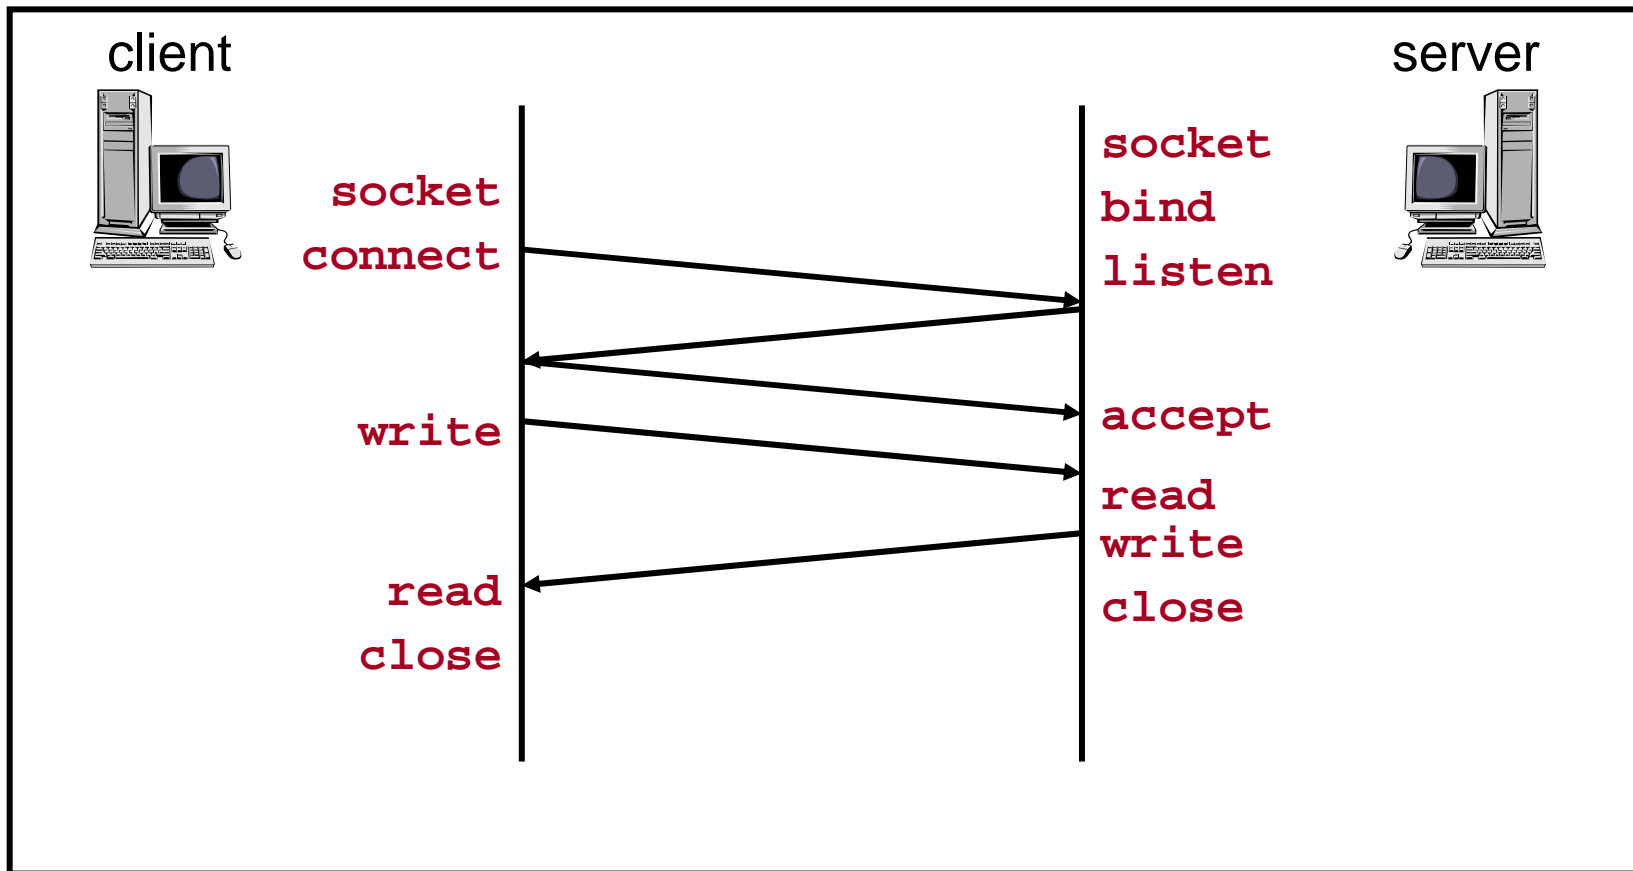 client
server
socket
socket
bind
connect
listen
accept
write
read
write
read
close
close